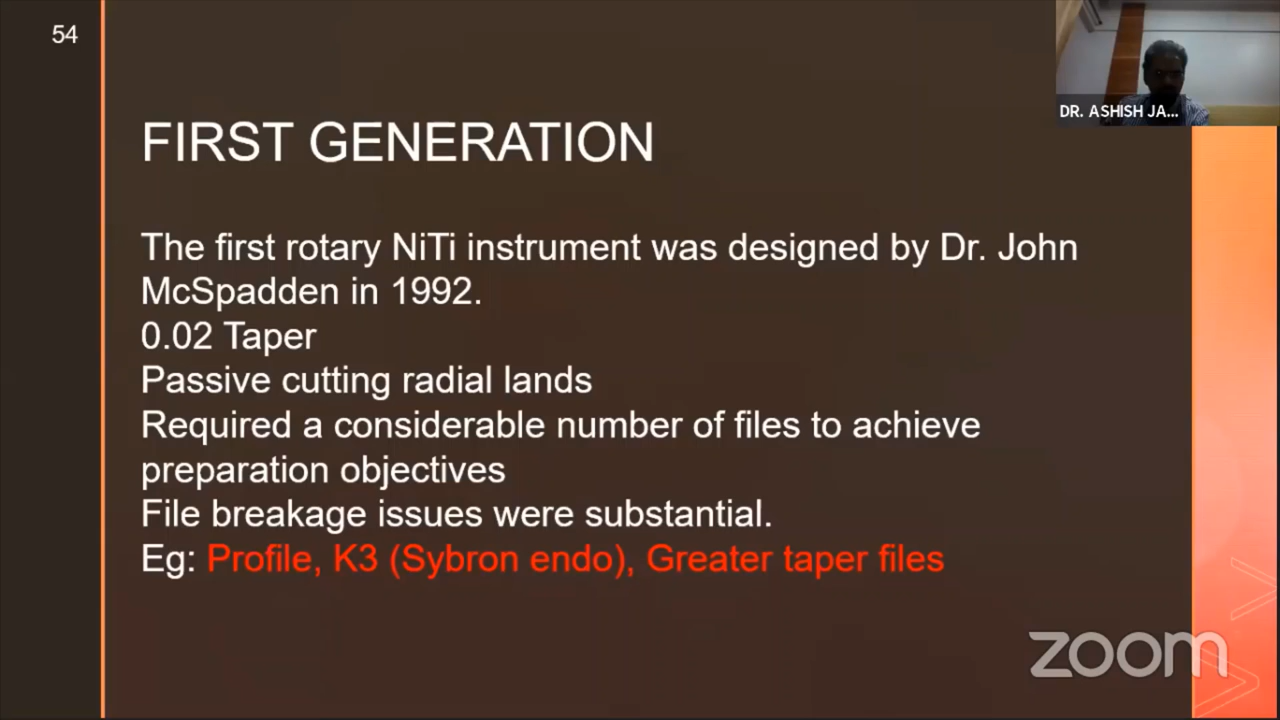 54
DR. ASHISH JA...
FIRST GENERATION
The first rotary NiTi instrument was designed by Dr. John
McSpadden in 1992.
0.02 Taper
Passive cutting radial lands
Required a considerable number of files to achieve
preparation objectives
File breakage issues were substantial.
Eg: Profile, K3 (Sybron endo), Greater taper files
zoom